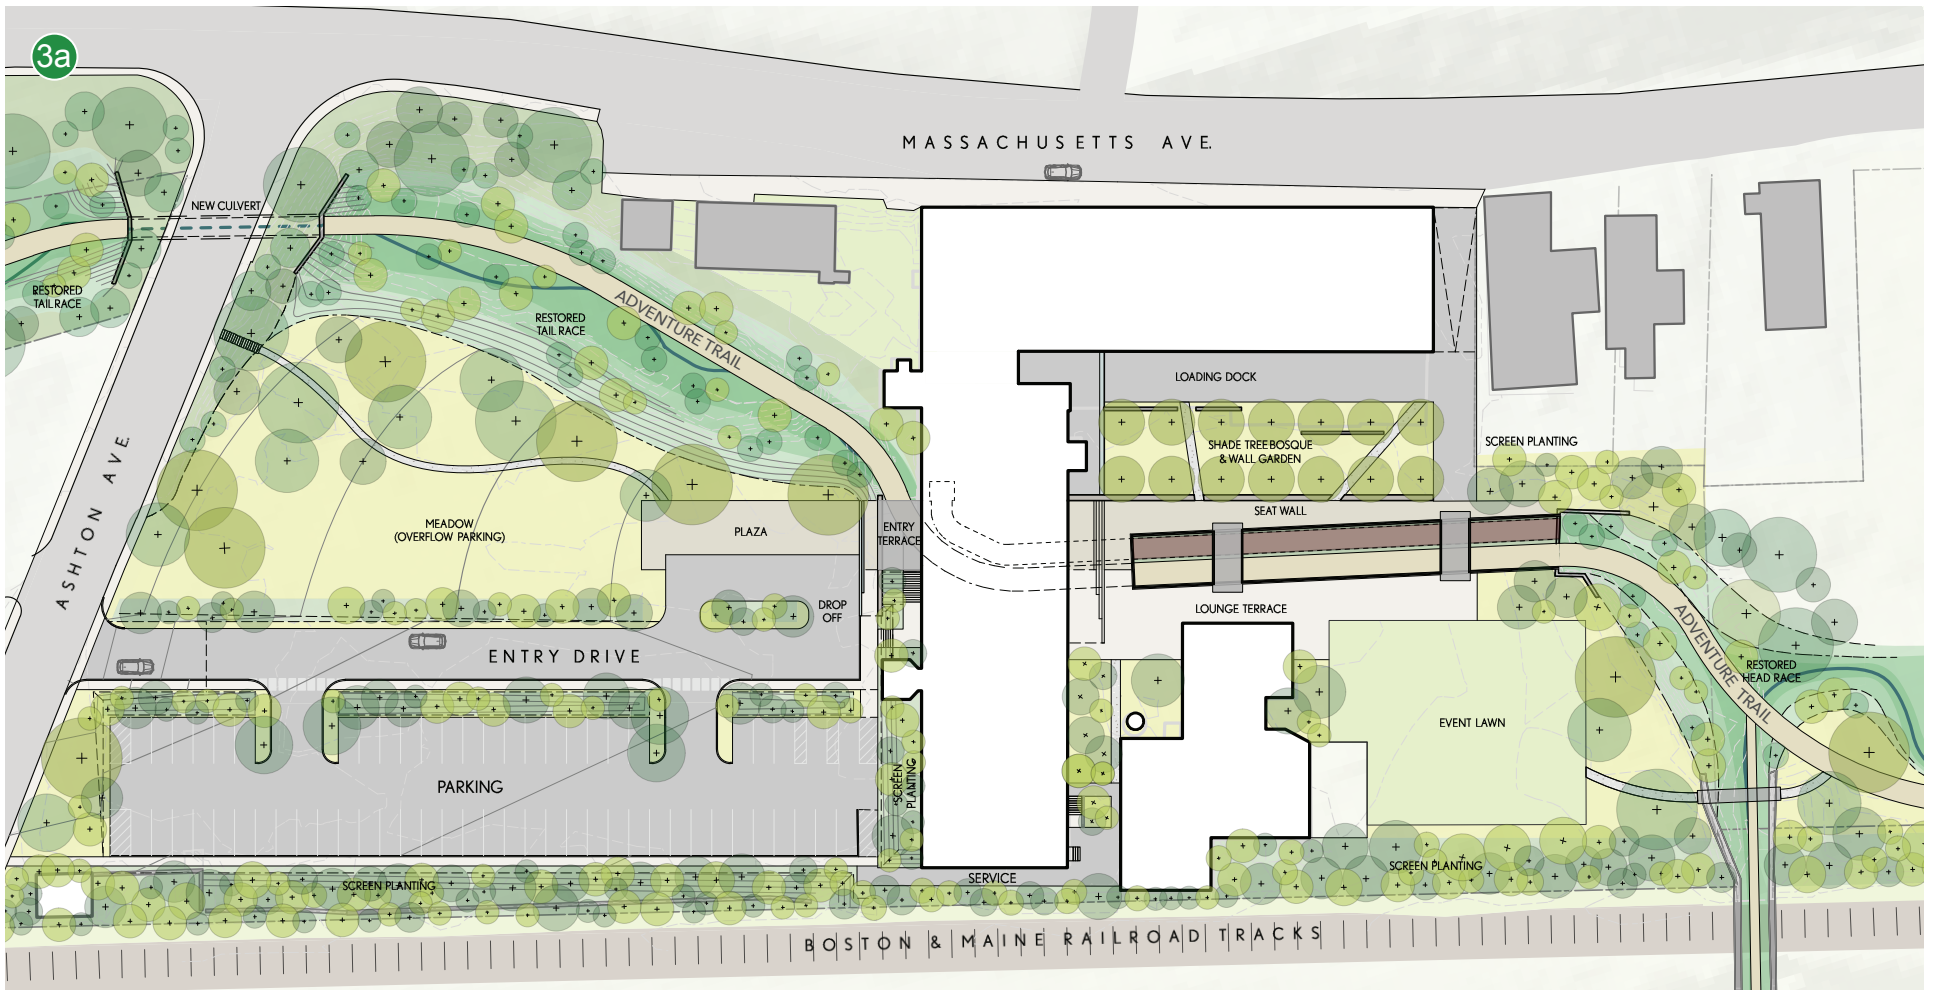 3a
MASSACHUSETTS AVE.
NEW CULVERT
RESTORED
TAILRACE
ADVENTURE TRAIL
RESTORED
TAIL RACE
LOADING DOCK
SHADE TREE BOSQUE
& WALL GARDEN
SCREEN PLANTING
ASHTON AVE.
MEADOW
(OVERFLOW PARKING)
PLAZA
ENTRY
TERRACE
SEAT WALL
DROP
OFF
LOUNGE TERRACE
ENTRY DRIVE
ADVENTURE TRAIL
RESTORED
HEAD RACE
EVENT LAWN
PARKING
SCREEN
PLANTING
SCREEN PLANTING
SERVICE
SCREEN PLANTING
BOSTON & MAINE RAILROAD TRACKS